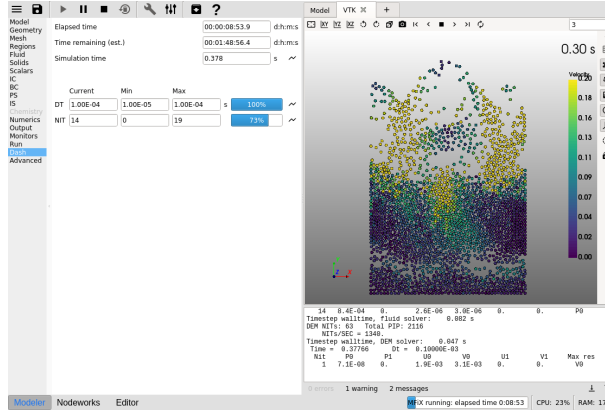 Model
Geometry
Mesh
Regions
Fluid
Solids
Scalars
IC
BC
PS
IS
Chemistry
Numerics
Output
Monitors
Run
Dash
Advanced
Elapsed time 00:00:08:53.9 d:h:m:s
Time remaining (est.) 00:01:48:56.4 d:h:m:s
Simulation time 0.378 s
Current Min Max
DT 1.00E-04 1.00E-05 1.00E-04 s 100%
NIT 14 0 19 73%
Model VTK +
XY YZ XZ 3
0.30 s
Velocity
0.20
0.18
0.16
0.13
0.11
0.09
0.07
0.04
0.02
0.00
Z X
14 8.4E-04 0. 2.6E-06 3.0E-06 0. 0. P0
Timestep walltime, fluid solver: 0.082 s
DEM NITs: 63 Total PIP: 2116
NITs/SEC = 1340.
Timestep walltime, DEM solver: 0.047 s
Time = 0.37766 Dt = 0.10000E-03
Nit P0 P1 U0 V0 U1 V1 Max res
1 7.1E-08 0. 1.9E-03 3.1E-03 0. 0. V0
0 errors 1 warning 2 messages
Modeler Nodeworks Editor
MFiX running: elapsed time 0:08:53 CPU: 23% RAM: 17